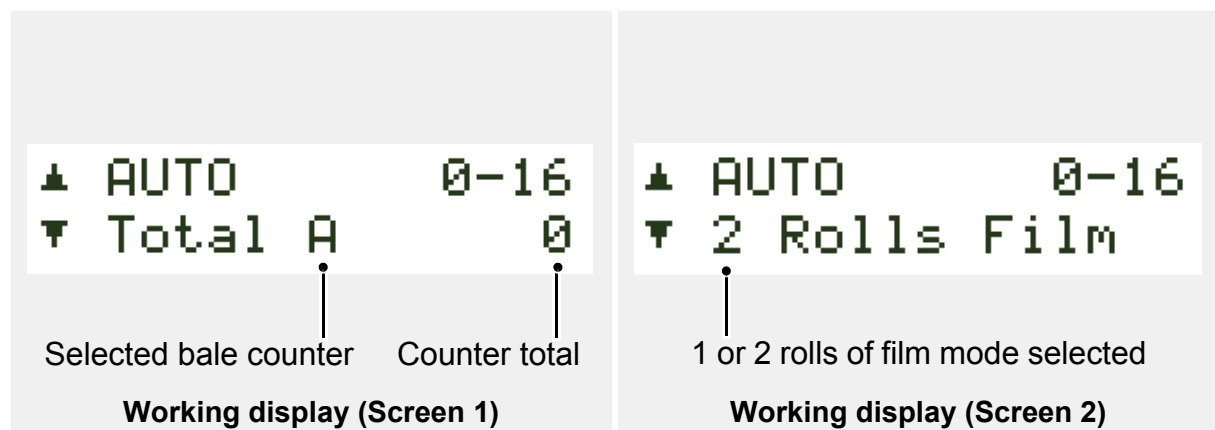 ▲ AUTO 0-16
▼ Total A 0
Selected bale counter Counter total
Working display (Screen 1)
▲ AUTO 0-16
▼ 2 Rolls Film
1 or 2 rolls of film mode selected
Working display (Screen 2)